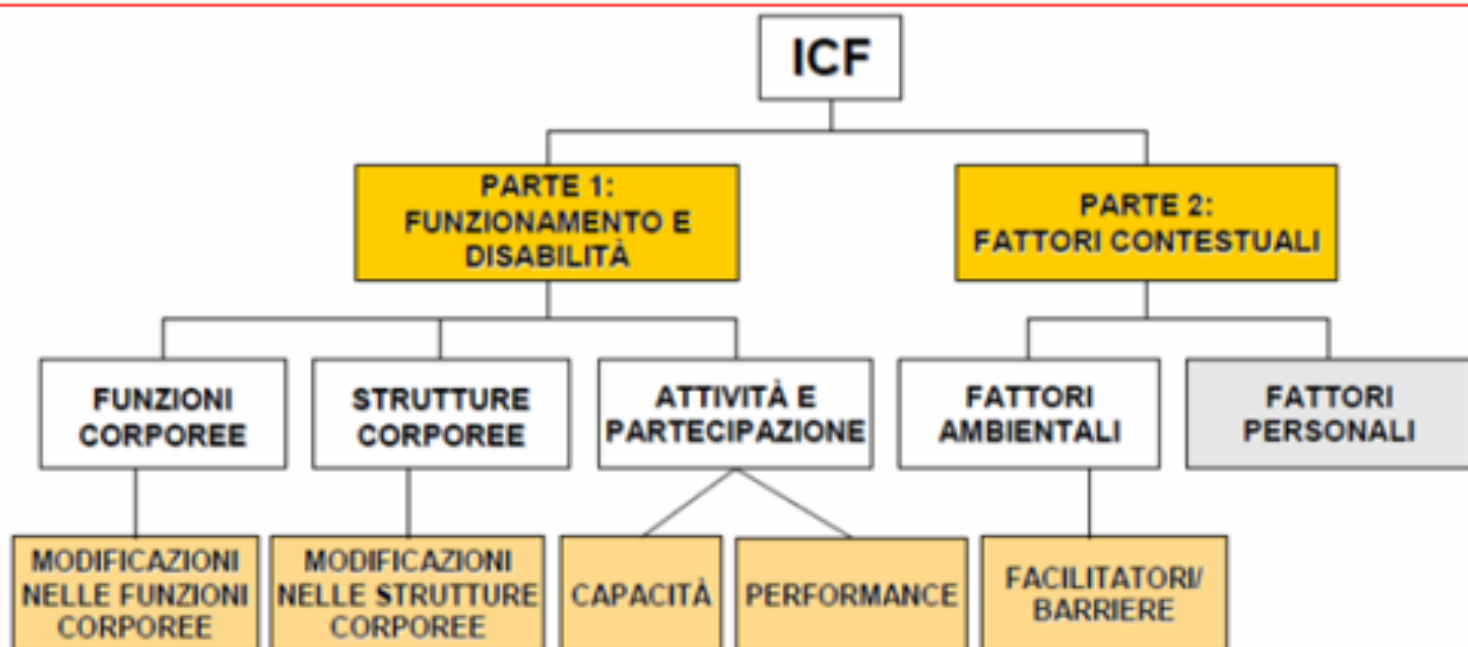 ICF
PARTE 1:
FUNZIONAMENTO E
DISABILITÀ
PARTE 2:
FATTORI CONTESTUALI
FUNZIONI
CORPOREE
STRUTTURE
CORPOREE
ATTIVITÀ E
PARTECIPAZIONE
FATTORI
AMBIENTALI
FATTORI
PERSONALI
MODIFICAZIONI
NELLE FUNZIONI
CORPOREE
MODIFICAZIONI
NELLE STRUTTURE
CORPOREE
CAPACITÀ
PERFORMANCE
FACILITATORI/
BARRIERE